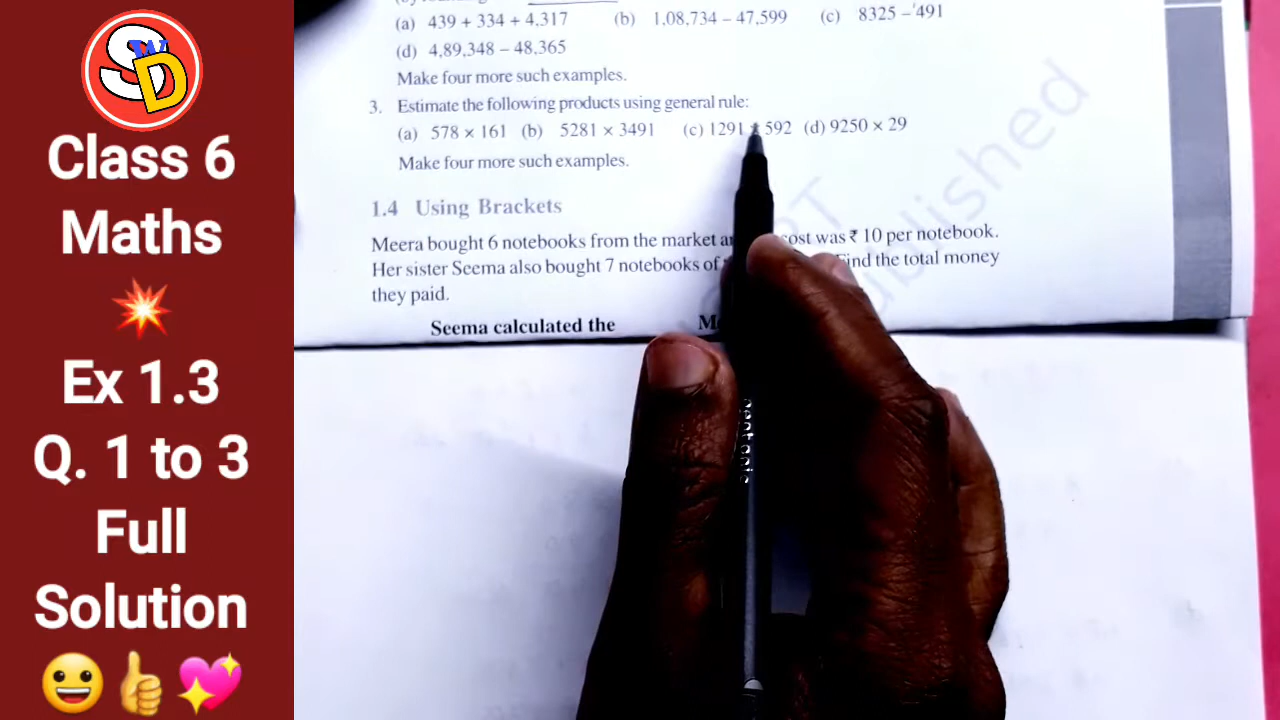 SWD
Class 6
Maths
Ex 1.3
Q. 1 to 3
Full
Solution
(a) 439 + 334 + 4,317 (b) 1,08,734 – 47,599 (c) 8325 – 491
(d) 4,89,348 – 48,365
Make four more such examples.
3. Estimate the following products using general rule:
(a) 578 × 161 (b) 5281 × 3491 (c) 1291 × 592 (d) 9250 × 29
Make four more such examples.
1.4 Using Brackets
Meera bought 6 notebooks from the market cost was ₹ 10 per notebook.
Her sister Seema also bought 7 notebooks of Find the total money
they paid.
Seema calculated the